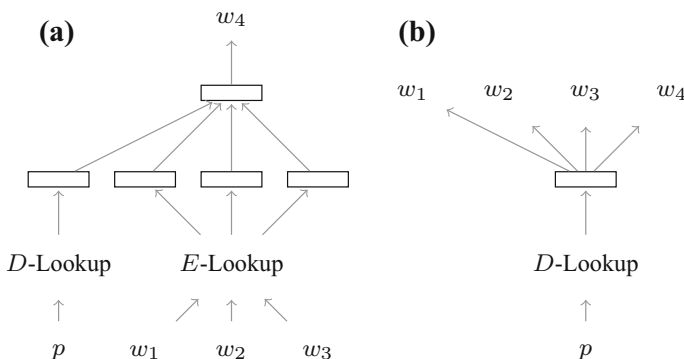 (a)
w4
D-Lookup E-Lookup
p w1 w2 w3
(b)
w1 w2 w3 w4
D-Lookup
p